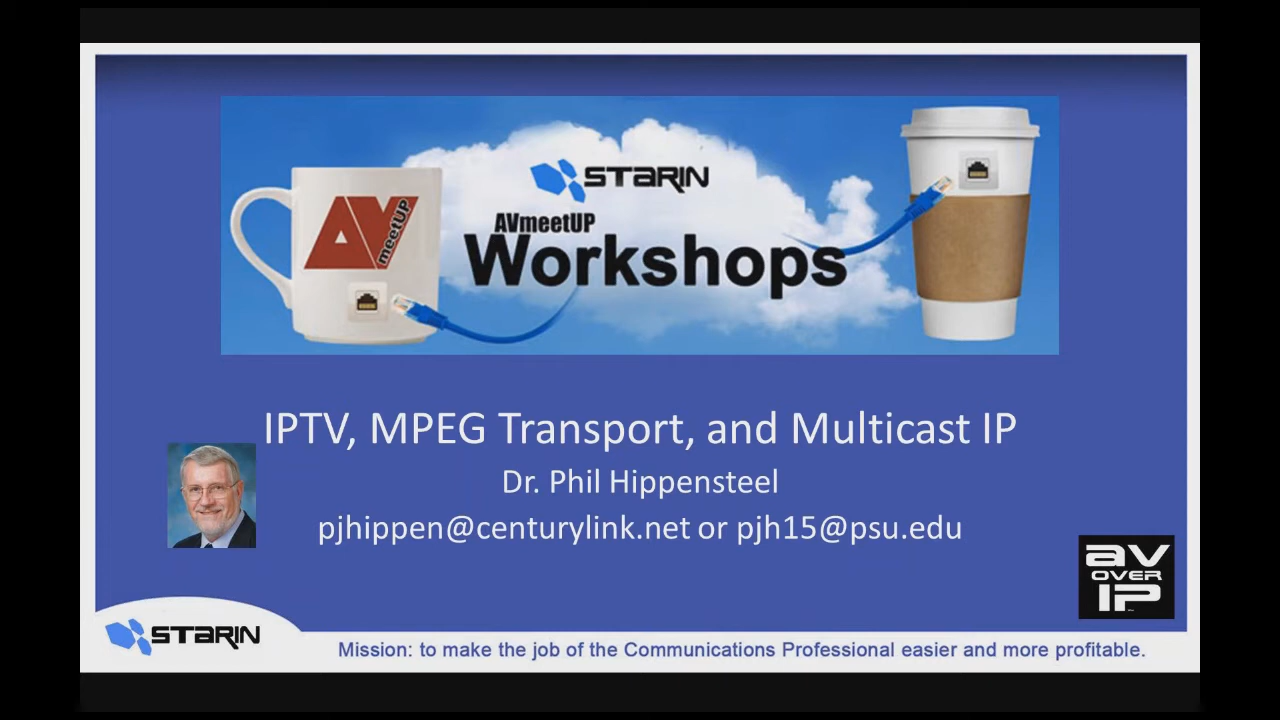 STARIN
AVmeetUP
Workshops
AV
meetUP
IPTV, MPEG Transport, and Multicast IP
Dr. Phil Hippensteel
pjhippen@centurylink.net or pjh15@psu.edu
AV
OVER
IP
STARIN
Mission: to make the job of the Communications Professional easier and more profitable.